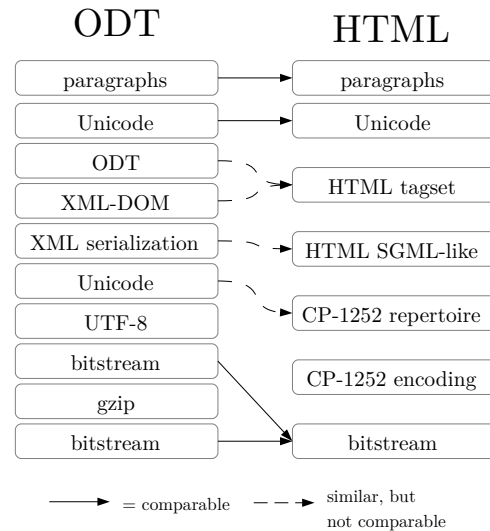 ODT HTML
paragraphs paragraphs
Unicode Unicode
ODT
HTML tagset
XML-DOM
XML serialization
HTML SGML-like
Unicode
CP-1252 repertoire
UTF-8
bitstream
CP-1252 encoding
gzip
bitstream bitstream
= comparable
similar, but
not comparable